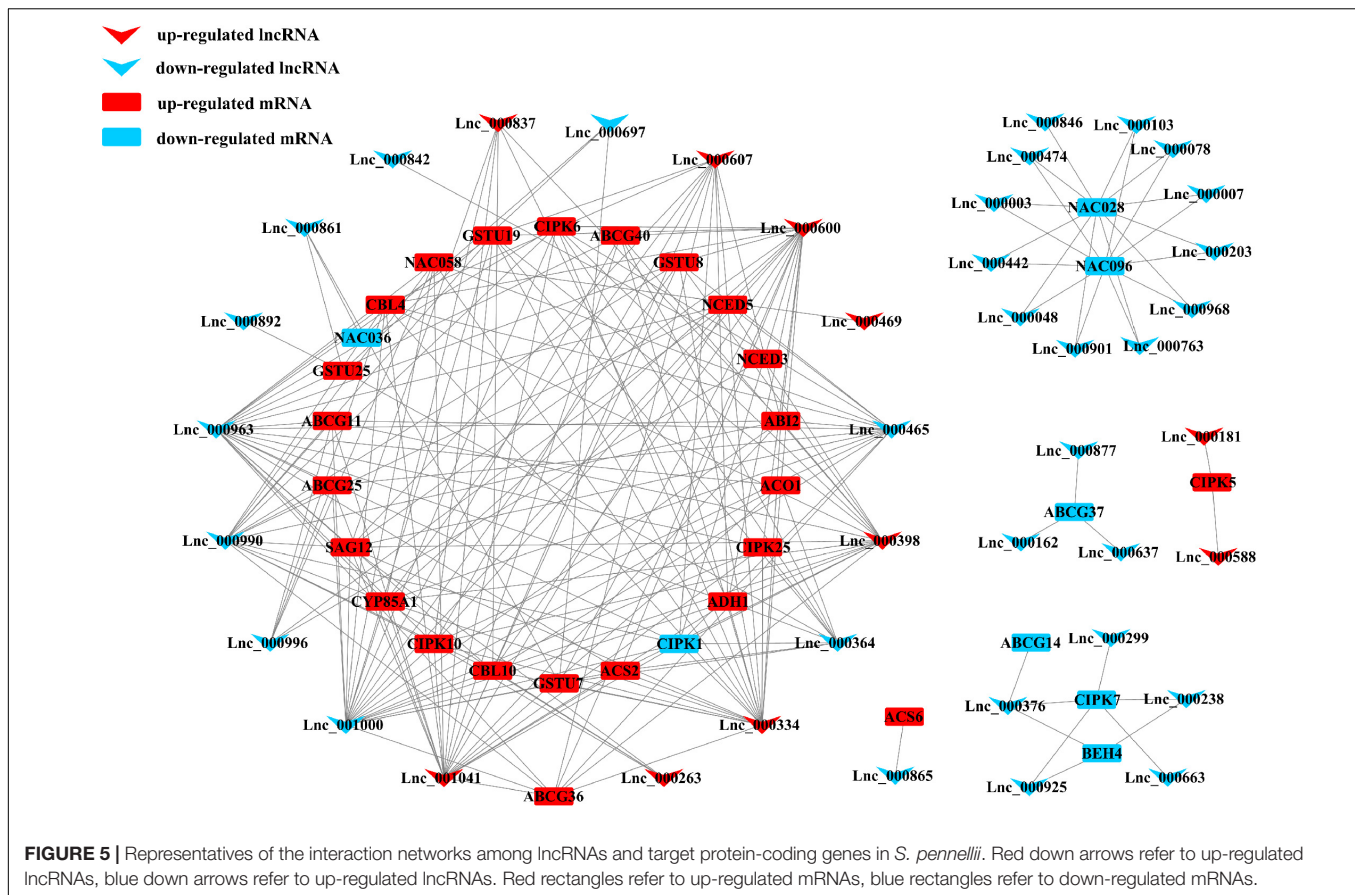 up-regulated lncRNA
down-regulated lncRNA
up-regulated mRNA
down-regulated mRNA
Lnc_000837
Lnc_000697
Lnc_000842
Lnc_000607
Lnc_000861
Lnc_000600
GSTU19
CIPK6
ABCG40
NAC058
GSTU8
CBL4
NCED5
Lnc_000892
NAC036
Lnc_000469
GSTU25
NCED3
Lnc_000963
ABCG11
ABI2
Lnc_000465
ABCG25
ACO1
Lnc_000990
SAG12
CIPK25
Lnc_000398
CYP85A1
ADH1
Lnc_000996
CIPK10
CIPK1
Lnc_000364
CBL10
GSTU7
ACS2
Lnc_001000
Lnc_000334
Lnc_001041
ABCG36
Lnc_000263
Lnc_000846
Lnc_000103
Lnc_000474
Lnc_000078
Lnc_000003
NAC028
Lnc_000007
Lnc_000442
NAC096
Lnc_000203
Lnc_000048
Lnc_000968
Lnc_000901
Lnc_000763
Lnc_000877
ABCG37
Lnc_000162
Lnc_000637
Lnc_000181
CIPK5
Lnc_000588
ACS6
Lnc_000865
ABCG14
Lnc_000299
Lnc_000376
CIPK7
Lnc_000238
BEH4
Lnc_000925
Lnc_000663
FIGURE 5 | Representatives of the interaction networks among lncRNAs and target protein-coding genes in S. pennellii. Red down arrows refer to up-regulated
lncRNAs, blue down arrows refer to up-regulated lncRNAs. Red rectangles refer to up-regulated mRNAs, blue rectangles refer to down-regulated mRNAs.